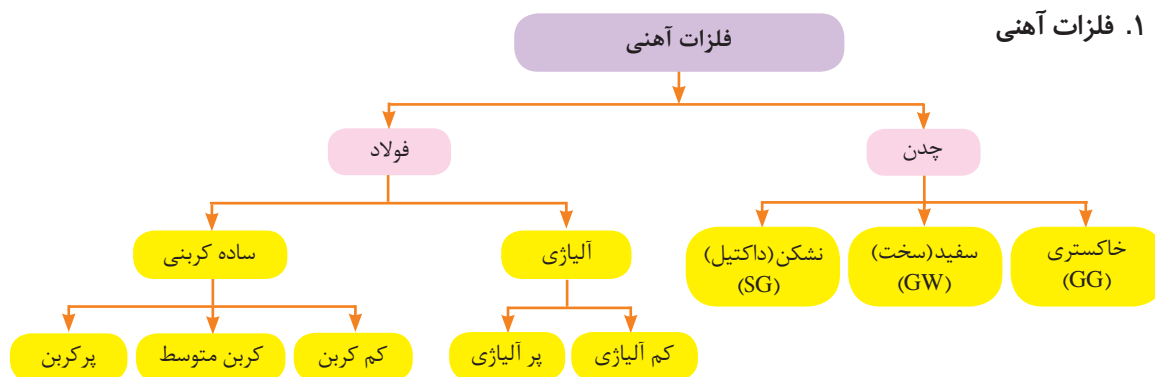 ۱. فلزات آهنی
فلزات آهنی
چدن
فولاد
خاکستری
(GG)
سفید(سخت)
(GW)
نشکن(داکتیل)
(SG)
آلیاژی
ساده کربنی
کم آلیاژی
پر آلیاژی
کم کربن
کربن متوسط
پرکربن